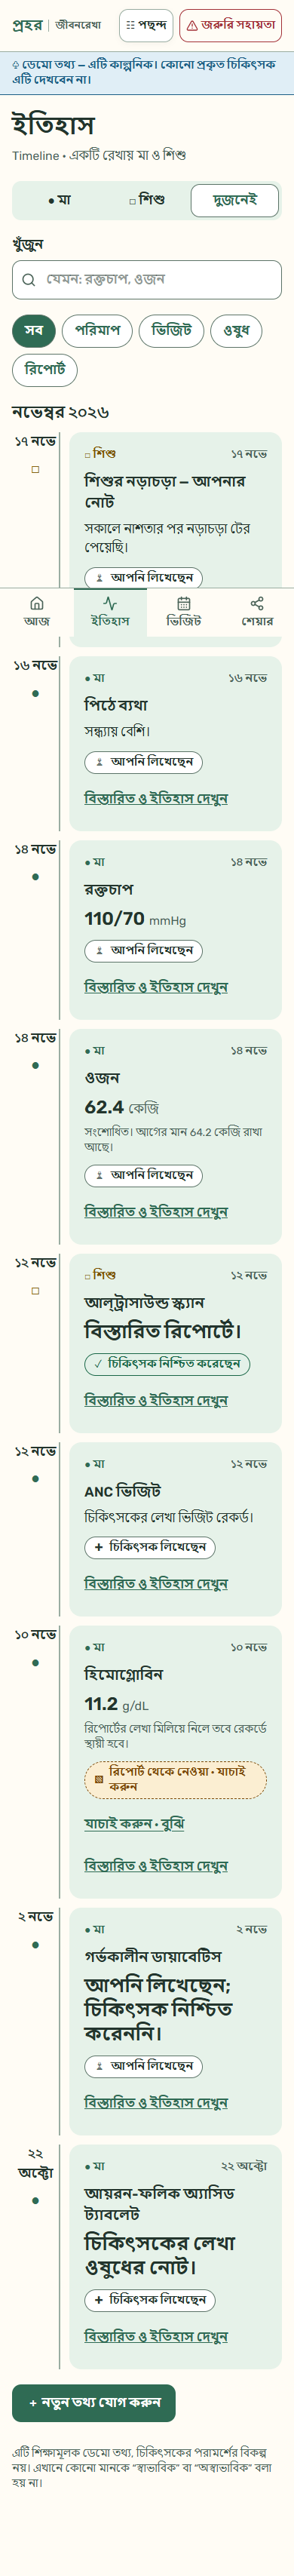 প্রহর | জীবনরেখা
পছন্দ
জরুরি সহায়তা
ডেমো তথ্য — এটি কাল্পনিক। কোনো প্রকৃত চিকিৎসক
এটি দেখবেন না।
ইতিহাস
Timeline • একটি রেখায় মা ও শিশু
● মা
□ শিশু
দুজনেই
খুঁজুন
যেমন: রক্তচাপ, ওজন
সব
পরিমাপ
ভিজিট
ওষুধ
রিপোর্ট
নভেম্বর ২০২৬
১৭ নভে
□ শিশু
১৭ নভে
শিশুর নড়াচড়া — আপনার
নোট
সকালে নাশতার পর নড়াচড়া টের
পেয়েছি।
আপনি লিখেছেন
আজ
ইতিহাস
ভিজিট
শেয়ার
১৬ নভে
● মা
১৬ নভে
পিঠে ব্যথা
সন্ধ্যায় বেশি।
আপনি লিখেছেন
বিস্তারিত ও ইতিহাস দেখুন
১৪ নভে
● মা
১৪ নভে
রক্তচাপ
110/70 mmHg
আপনি লিখেছেন
বিস্তারিত ও ইতিহাস দেখুন
১৪ নভে
● মা
১৪ নভে
ওজন
62.4 কেজি
সংশোধিত। আগের মান 64.2 কেজি রাখা
আছে।
আপনি লিখেছেন
বিস্তারিত ও ইতিহাস দেখুন
১২ নভে
□ শিশু
১২ নভে
আল্ট্রাসাউন্ড স্ক্যান
বিস্তারিত রিপোর্টে।
✓ চিকিৎসক নিশ্চিত করেছেন
বিস্তারিত ও ইতিহাস দেখুন
১২ নভে
● মা
১২ নভে
ANC ভিজিট
চিকিৎসকের লেখা ভিজিট রেকর্ড।
+ চিকিৎসক লিখেছেন
বিস্তারিত ও ইতিহাস দেখুন
১০ নভে
● মা
১০ নভে
হিমোগ্লোবিন
11.2 g/dL
রিপোর্টের লেখা মিলিয়ে নিলে তবে রেকর্ডে
স্থায়ী হবে।
রিপোর্ট থেকে নেওয়া • যাচাই
করুন
যাচাই করুন • বুঝি
বিস্তারিত ও ইতিহাস দেখুন
২ নভে
● মা
২ নভে
গর্ভকালীন ডায়াবেটিস
আপনি লিখেছেন;
চিকিৎসক নিশ্চিত
করেননি।
আপনি লিখেছেন
বিস্তারিত ও ইতিহাস দেখুন
২২
অক্টো
● মা
২২ অক্টো
আয়রন-ফলিক অ্যাসিড
ট্যাবলেট
চিকিৎসকের লেখা
ওষুধের নোট।
+ চিকিৎসক লিখেছেন
বিস্তারিত ও ইতিহাস দেখুন
+ নতুন তথ্য যোগ করুন
এটি শিক্ষামূলক ডেমো তথ্য, চিকিৎসকের পরামর্শের বিকল্প
নয়। এখানে কোনো মানকে “স্বাভাবিক” বা “অস্বাভাবিক” বলা
হয় না।